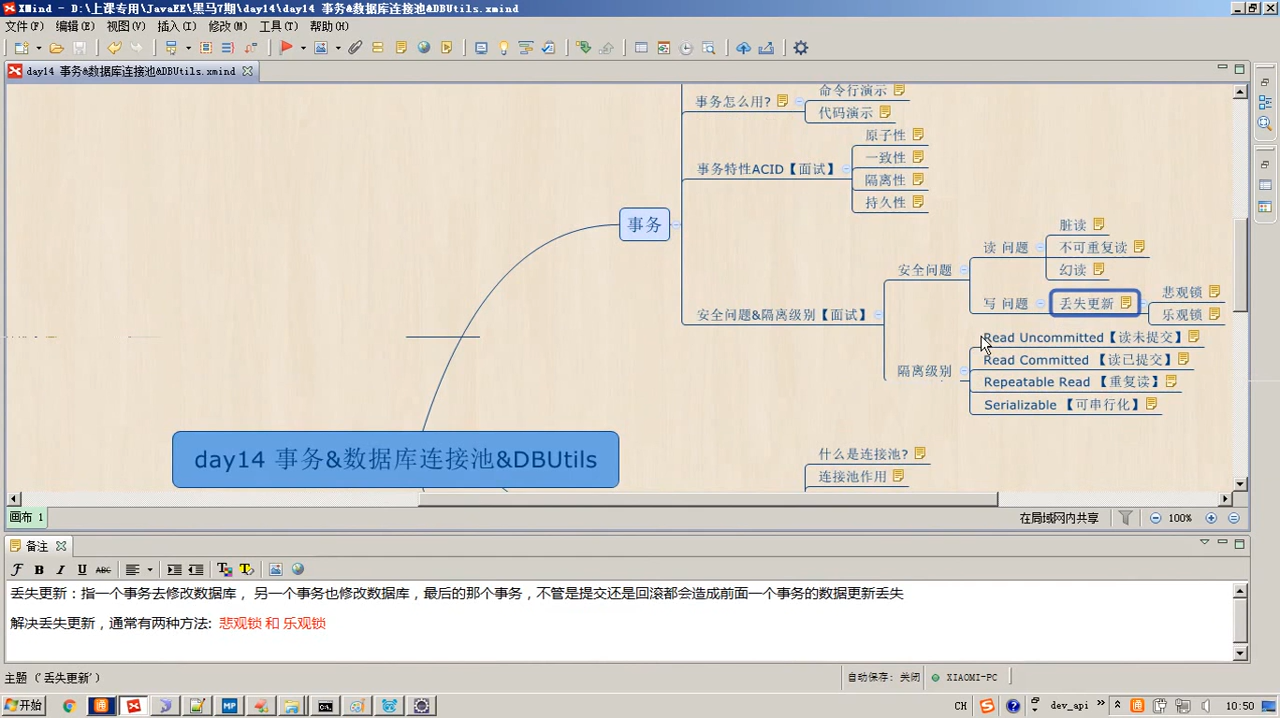 XMind - D:\上课专用\JavaEE\黑马7期\day14\day14 事务&数据库连接池&DBUtils.xmind
文件(F) 编辑(E) 视图(V) 插入(I) 修改(M) 工具(T) 帮助(H)
day14 事务&数据库连接池&DBUtils.xmind
命令行演示
事务怎么用?
代码演示
原子性
一致性
事务特性ACID【面试】
隔离性
持久性
事务
脏读
读 问题
不可重复读
安全问题
幻读
悲观锁
写 问题
丢失更新
安全问题&隔离级别【面试】
乐观锁
Read Uncommitted【读未提交】
Read Committed 【读已提交】
隔离级别
Repeatable Read 【重复读】
Serializable 【可串行化】
day14 事务&数据库连接池&DBUtils
什么是连接池?
连接池作用
画布 1
在局域网内共享
100%
备注
B I U ABC
丢失更新：指一个事务去修改数据库， 另一个事务也修改数据库，最后的那个事务，不管是提交还是回滚都会造成前面一个事务的数据更新丢失
解决丢失更新，通常有两种方法: 悲观锁 和 乐观锁
主题 ('丢失更新')
自动保存: 关闭
XIAOMI-PC
开始
MP
CH
dev_api
10:50